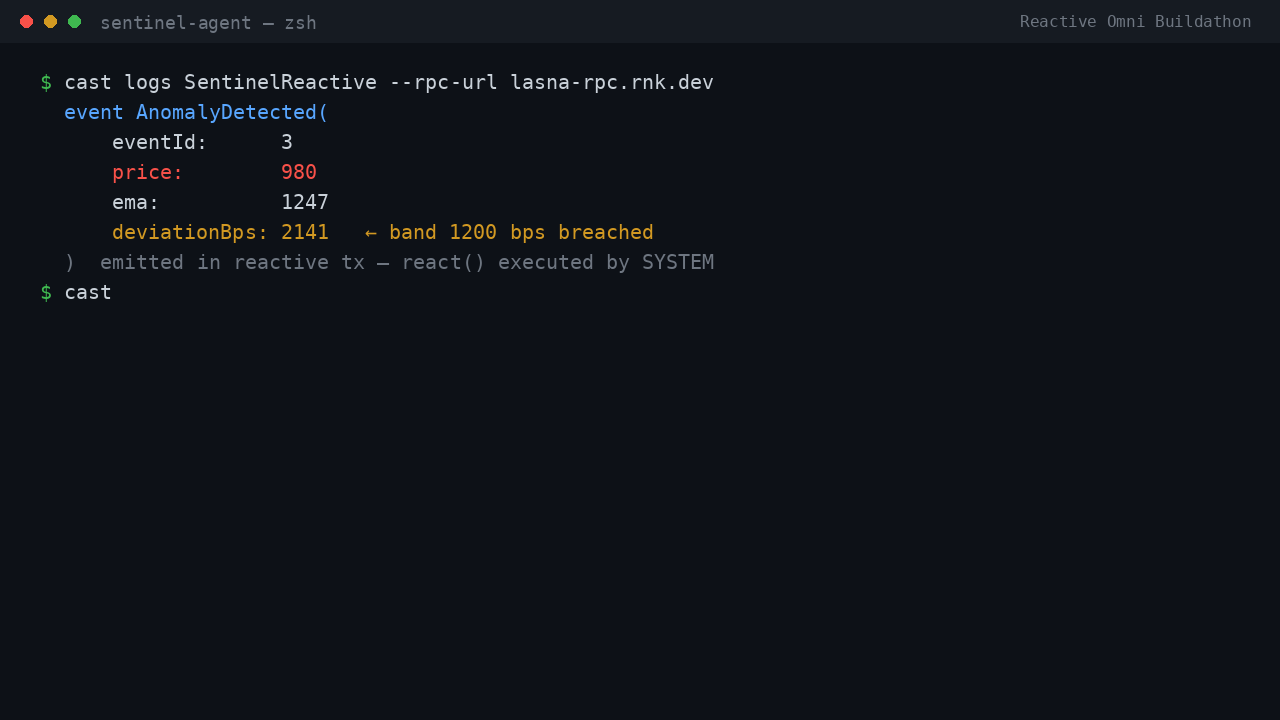 sentinel-agent — zsh
Reactive Omni Buildathon
$ cast logs SentinelReactive --rpc-url lasna-rpc.rnk.dev
event AnomalyDetected(
eventId: 3
price: 980
ema: 1247
deviationBps: 2141 ← band 1200 bps breached
) emitted in reactive tx — react() executed by SYSTEM
$ cast